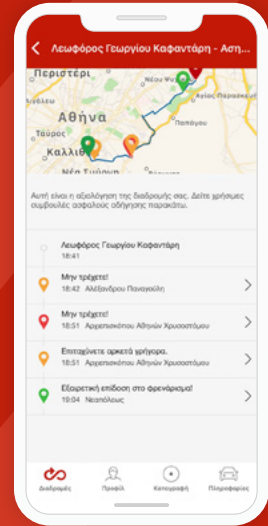 Λεωφόρος Γεωργίου Καφαντάρη - Αση...
Περιστέρι
Αθήνα
Ταύρος
Καλλιθ
Νέα Σμύρνη
Παπάγου
Αγίας Παρασκευή
Αυτή είναι η αξιολόγηση της διαδρομής σας. Δείτε χρήσιμες
συμβουλές ασφαλούς οδήγησης παρακάτω.
Λεωφόρος Γεωργίου Καφαντάρη
18:41
Μην τρέχετε!
18:42 Αλεξάνδρου Παναγούλη
Μην τρέχετε!
18:51 Αρχιεπισκόπου Αθηνών Χρυσοστόμου
Επιταχύνετε αρκετά γρήγορα.
18:51 Αρχιεπισκόπου Αθηνών Χρυσοστόμου
Εξαιρετική επίδοση στο φρενάρισμα!
19:04 Νεαπόλεως
Διαδρομές
Προφίλ
Καταγραφή
Πληροφορίες